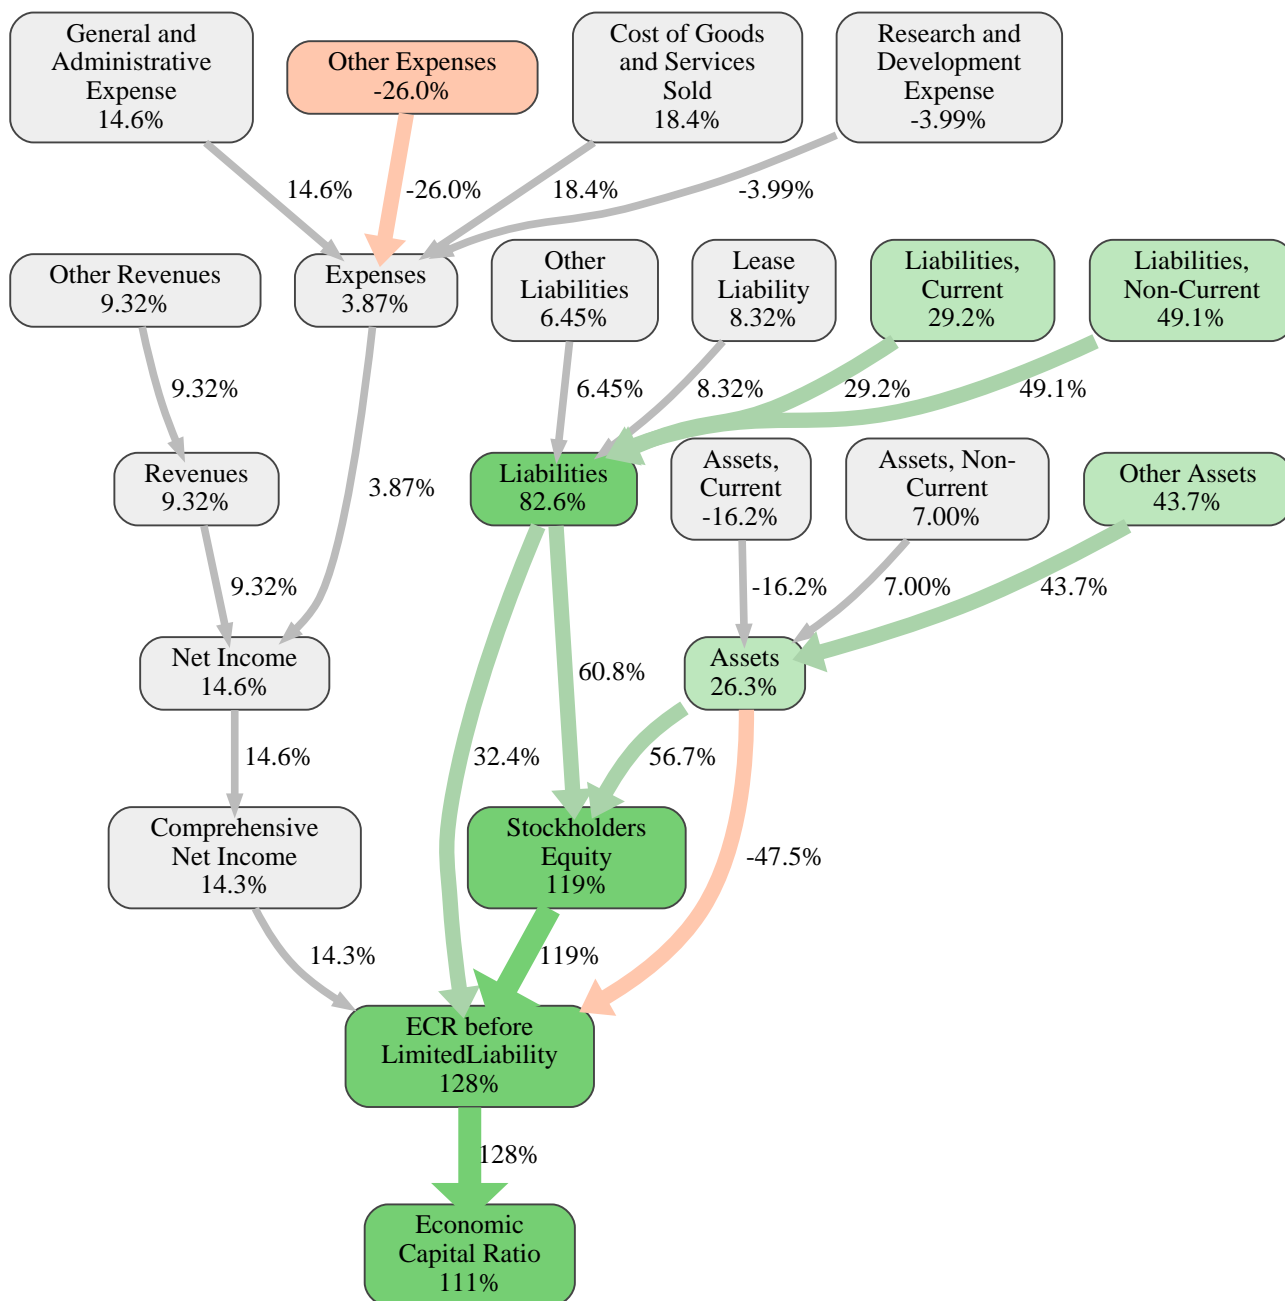 General and
Administrative
Expense
14.6%
Other Expenses
-26.0%
Cost of Goods
and Services
Sold
18.4%
Research and
Development
Expense
-3.99%
14.6%
-26.0%
18.4%
-3.99%
Other Revenues
9.32%
Expenses
3.87%
Other
Liabilities
6.45%
Lease
Liability
8.32%
Liabilities,
Current
29.2%
Liabilities,
Non-Current
49.1%
9.32%
6.45%
8.32%
29.2%
49.1%
Revenues
9.32%
3.87%
Liabilities
82.6%
Assets,
Current
-16.2%
Assets, Non-
Current
7.00%
Other Assets
43.7%
9.32%
-16.2%
7.00%
43.7%
Net Income
14.6%
60.8%
Assets
26.3%
14.6%
32.4%
56.7%
Comprehensive
Net Income
14.3%
Stockholders
Equity
119%
-47.5%
14.3%
119%
ECR before
LimitedLiability
128%
128%
Economic
Capital Ratio
111%